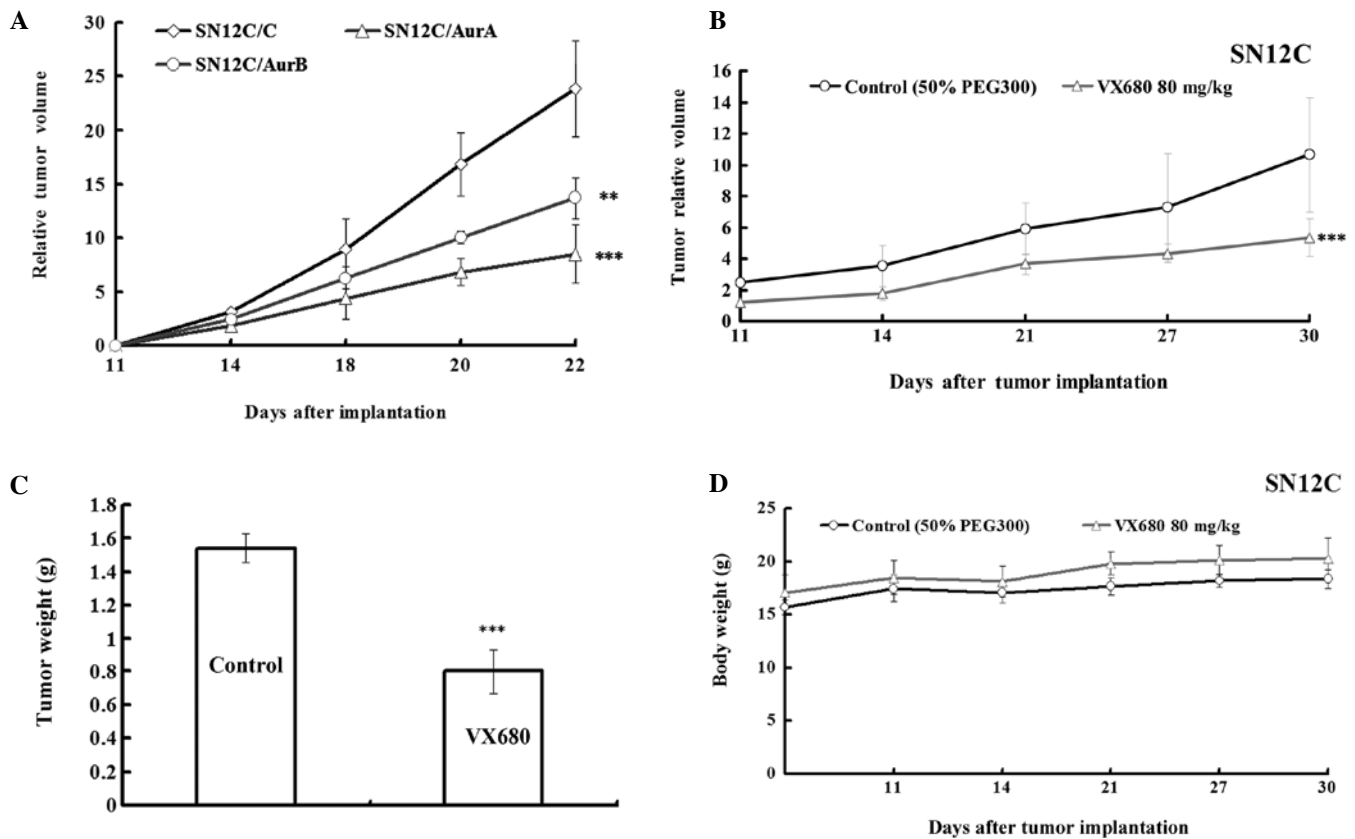 A
SN12C/C
SN12C/AurA
SN12C/AurB
Relative tumor volume
30
25
20
15
10
5
0
**
***
11 14 18 20 22
Days after implantation
B
SN12C
Control (50% PEG300)
VX680 80 mg/kg
Tumor relative volume
16
14
12
10
8
6
4
2
0
***
11 14 21 27 30
Days after tumor implantation
C
Tumor weight (g)
1.8
1.6
1.4
1.2
1
0.8
0.6
0.4
0.2
0
Control
***
VX680
D
SN12C
Control (50% PEG300)
VX680 80 mg/kg
Body weight (g)
25
20
15
10
5
0
11 14 21 27 30
Days after tumor implantation